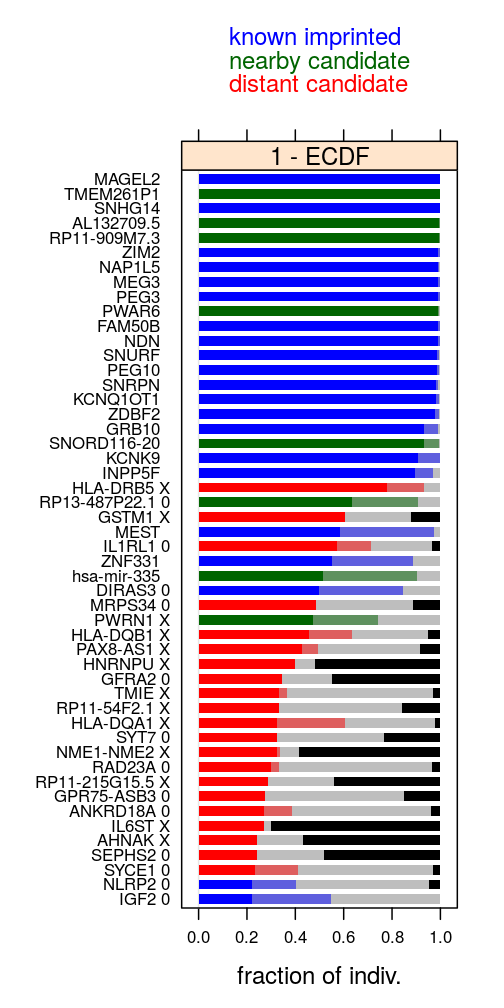 known imprinted
nearby candidate
distant candidate
1 - ECDF
MAGEL2
TMEM261P1
SNHG14
AL132709.5
RP11-909M7.3
ZIM2
NAP1L5
MEG3
PEG3
PWAR6
FAM50B
NDN
SNURF
PEG10
SNRPN
KCNQ1OT1
ZDBF2
GRB10
SNORD116-20
KCNK9
INPP5F
HLA-DRB5 X
RP13-487P22.1 0
GSTM1 X
MEST
IL1RL1 0
ZNF331
hsa-mir-335
DIRAS3 0
MRPS34 0
PWRN1 X
HLA-DQB1 X
PAX8-AS1 X
HNRNPU X
GFRA2 0
TMIE X
RP11-54F2.1 X
HLA-DQA1 X
SYT7 0
NME1-NME2 X
RAD23A 0
RP11-215G15.5 X
GPR75-ASB3 0
ANKRD18A 0
IL6ST X
AHNAK X
SEPHS2 0
SYCE1 0
NLRP2 0
IGF2 0
0.0 0.2 0.4 0.6 0.8 1.0
fraction of indiv.